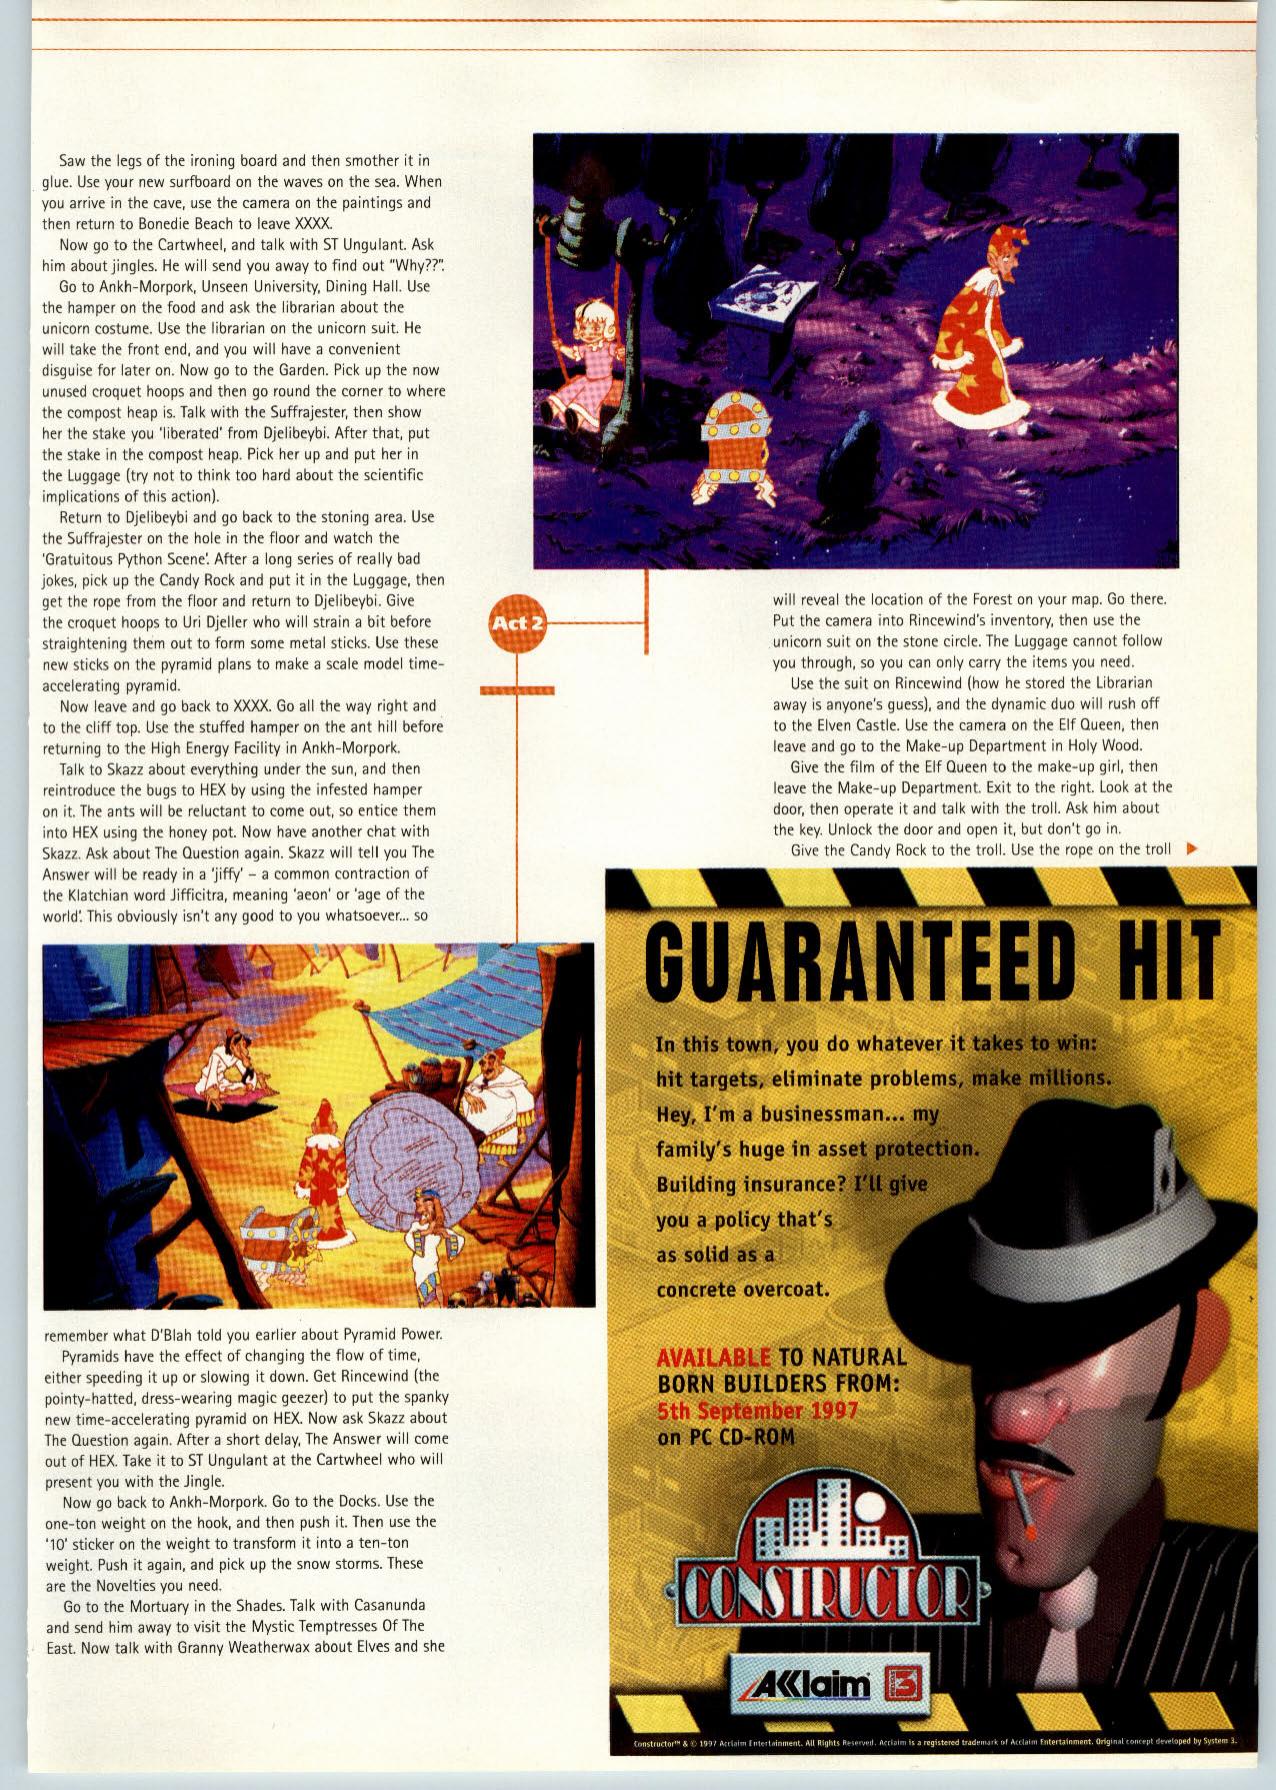 Saw the legs of the ironing board and then smother it in
glue. Use your new surfboard on the waves on the sea. When
you arrive in the cave, use the camera on the paintings and
then return to Bonedie Beach to leave XXXX.
Now go to the Cartwheel, and talk with ST Ungulant. Ask
him about jingles. He will send you away to find out "Why??".
Go to Ankh-Morpork, Unseen University, Dining Hall. Use
the hamper on the food and ask the librarian about the
unicorn costume. Use the librarian on the unicorn suit. He
will take the front end, and you will have a convenient
disguise for later on. Now go to the Garden. Pick up the now
unused croquet hoops and then go round the corner to where
the compost heap is. Talk with the Suffrajester, then show
her the stake you 'liberated' from Djelibeybi. After that, put
the stake in the compost heap. Pick her up and put her in
the Luggage (try not to think too hard about the scientific
implications of this action).
Return to Djelibeybi and go back to the stoning area. Use
the Suffrajester on the hole in the floor and watch the
'Gratuitous Python Scene'. After a long series of really bad
jokes, pick up the Candy Rock and put it in the Luggage, then
get the rope from the floor and return to Djelibeybi. Give
the croquet hoops to Uri Djeller who will strain a bit before
straightening them out to form some metal sticks. Use these
new sticks on the pyramid plans to make a scale model time-
accelerating pyramid.
Now leave and go back to XXXX. Go all the way right and
to the cliff top. Use the stuffed hamper on the ant hill before
returning to the High Energy Facility in Ankh-Morpork.
Talk to Skazz about everything under the sun, and then
reintroduce the bugs to HEX by using the infested hamper
on it. The ants will be reluctant to come out, so entice them
into HEX using the honey pot. Now have another chat with
Skazz. Ask about The Question again. Skazz will tell you The
Answer will be ready in a 'jiffy' – a common contraction of
the Klatchian word Jifficitra, meaning 'aeon' or 'age of the
world'. This obviously isn't any good to you whatsoever... so
remember what D'Blah told you earlier about Pyramid Power.
Pyramids have the effect of changing the flow of time,
either speeding it up or slowing it down. Get Rincewind (the
pointy-hatted, dress-wearing magic geezer) to put the spanky
new time-accelerating pyramid on HEX. Now ask Skazz about
The Question again. After a short delay, The Answer will come
out of HEX. Take it to ST Ungulant at the Cartwheel who will
present you with the Jingle.
Now go back to Ankh-Morpork. Go to the Docks. Use the
one-ton weight on the hook, and then push it. Then use the
'10' sticker on the weight to transform it into a ten-ton
weight. Push it again, and pick up the snow storms. These
are the Novelties you need.
Go to the Mortuary in the Shades. Talk with Casanunda
and send him away to visit the Mystic Temptresses Of The
East. Now talk with Granny Weatherwax about Elves and she
Act 2
will reveal the location of the Forest on your map. Go there.
Put the camera into Rincewind's inventory, then use the
unicorn suit on the stone circle. The Luggage cannot follow
you through, so you can only carry the items you need.
Use the suit on Rincewind (how he stored the Librarian
away is anyone's guess), and the dynamic duo will rush off
to the Elven Castle. Use the camera on the Elf Queen, then
leave and go to the Make-up Department in Holy Wood.
Give the film of the Elf Queen to the make-up girl, then
leave the Make-up Department. Exit to the right. Look at the
door, then operate it and talk with the troll. Ask him about
the key. Unlock the door and open it, but don't go in.
Give the Candy Rock to the troll. Use the rope on the troll
GUARANTEED HIT
In this town, you do whatever it takes to win:
hit targets, eliminate problems, make millions.
Hey, I'm a businessman... my
family's huge in asset protection.
Building insurance? I'll give
you a policy that's
as solid as a
concrete overcoat.
AVAILABLE TO NATURAL
BORN BUILDERS FROM:
5th September 1997
on PC CD-ROM
CONSTRUCTOR
AKKlaim
Constructor™ & © 1997 Acclaim Entertainment. All Rights Reserved. Acclaim is a registered trademark of Acclaim Entertainment. Original concept developed by System 3.